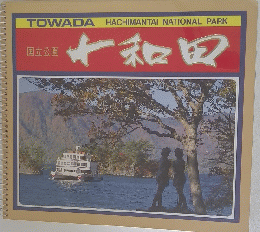 TOWADA HACHIMANTAI NATIONAL PARK
国立公園 十和田